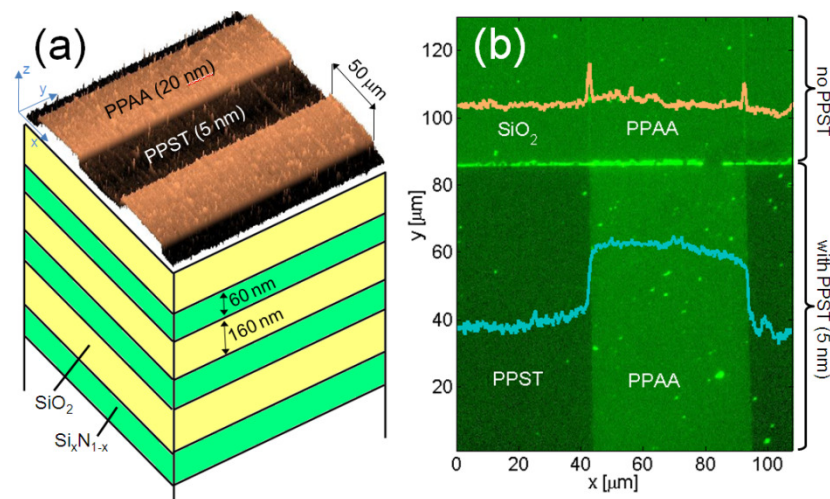 (a)
z
y
x
PPAA (20 nm)
PPST (5 nm)
50 μm
60 nm
160 nm
SiO2
SixN1-x
(b)
120
100
80
60
40
20
y [μm]
SiO2
PPAA
PPST
PPAA
0
20
40
60
80
100
x [μm]
no PPST
with PPST (5 nm)